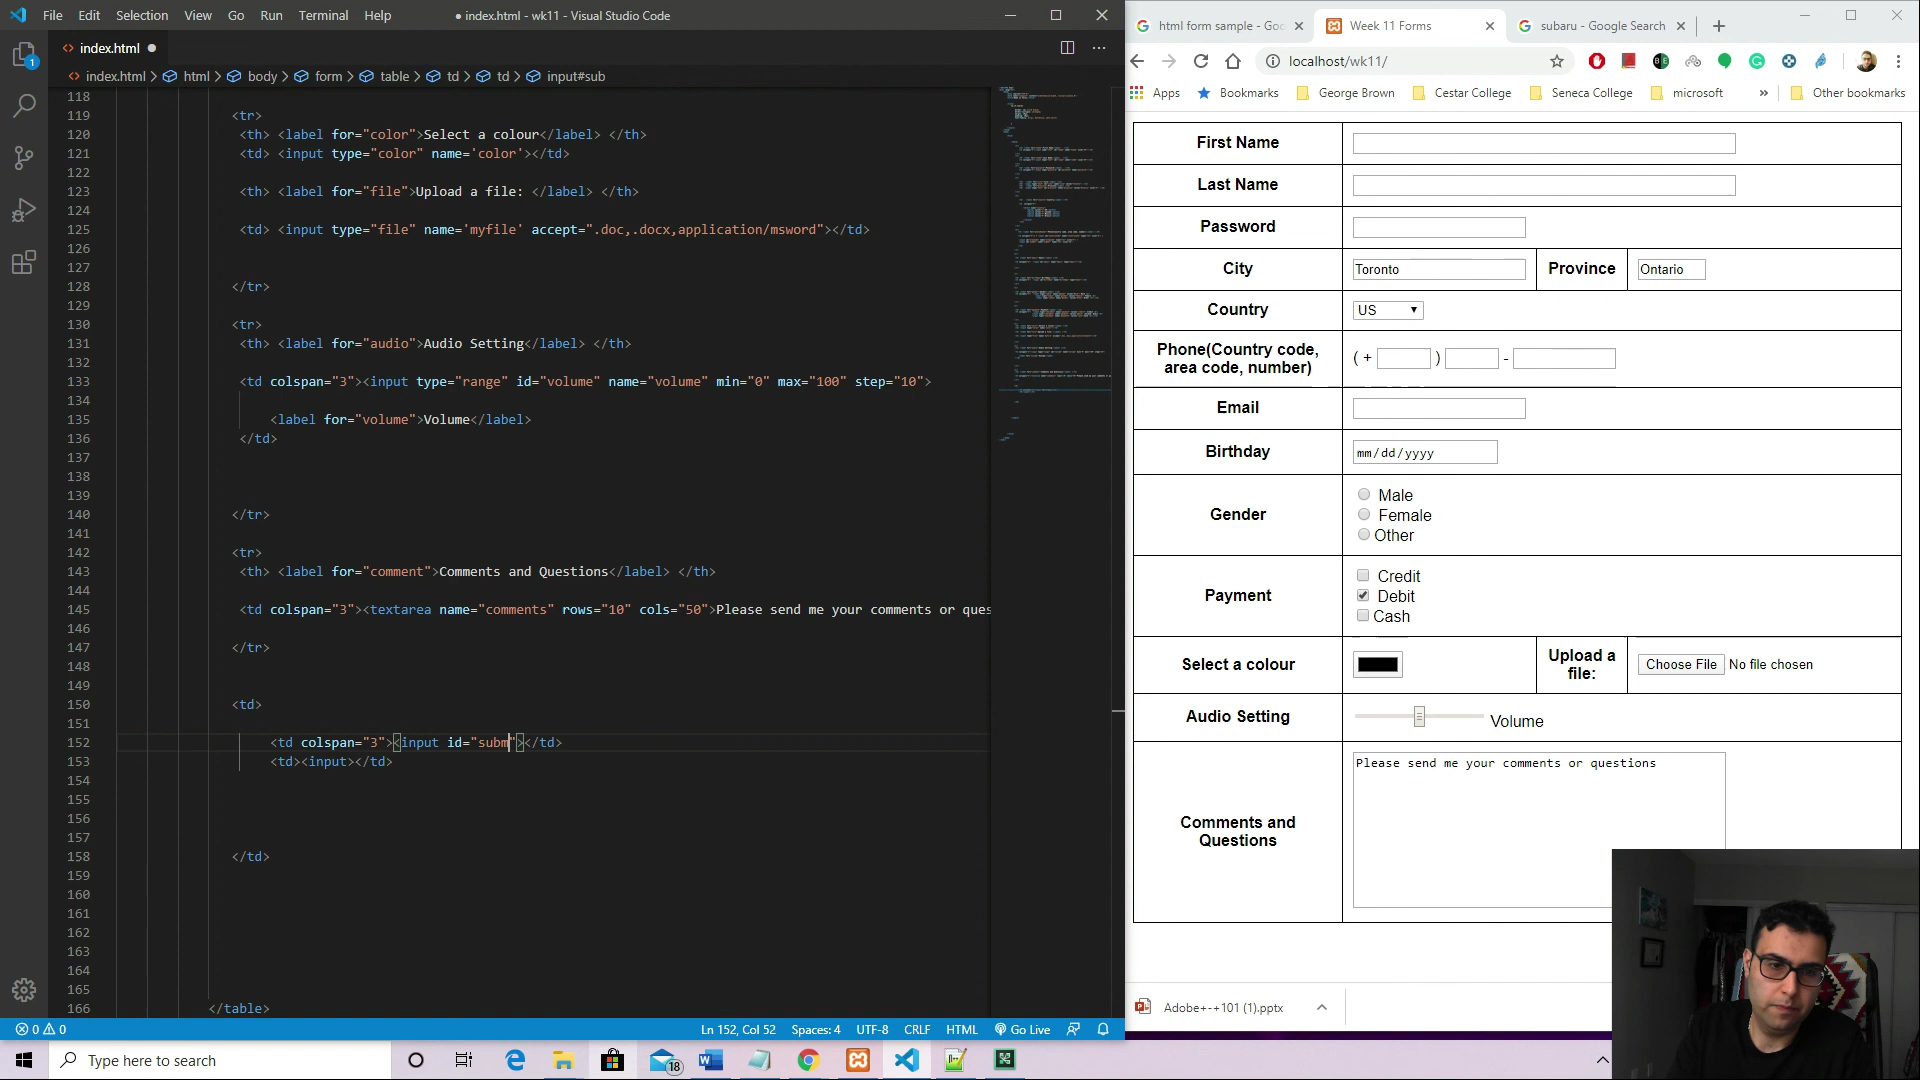 File Edit Selection View Go Run Terminal Help
● index.html - wk11 - Visual Studio Code
index.html
index.html > html > body > form > table > td > td > input#sub
118
119 <tr>
120 <th> <label for="color">Select a colour</label> </th>
121 <td> <input type="color" name='color'></td>
122
123 <th> <label for="file">Upload a file: </label> </th>
124
125 <td> <input type="file" name='myfile' accept=".doc,.docx,application/msword"></td>
126
127
128 </tr>
129
130 <tr>
131 <th> <label for="audio">Audio Setting</label> </th>
132
133 <td colspan="3"><input type="range" id="volume" name="volume" min="0" max="100" step="10">
134
135 <label for="volume">Volume</label>
136 </td>
137
138
139
140 </tr>
141
142 <tr>
143 <th> <label for="comment">Comments and Questions</label> </th>
144
145 <td colspan="3"><textarea name="comments" rows="10" cols="50">Please send me your comments or ques
146
147 </tr>
148
149
150 <td>
151
152 <td colspan="3"><input id="subm"></td>
153 <td><input></td>
154
155
156
157
158 </td>
159
160
161
162
163
164
165
166 </table>
0 0
Ln 152, Col 52 Spaces: 4 UTF-8 CRLF HTML Go Live
html form sample - Goo
Week 11 Forms
subaru - Google Search
localhost/wk11/
Apps Bookmarks George Brown Cestar College Seneca College microsoft » Other bookmarks
First Name
Last Name
Password
City Toronto Province Ontario
Country US
Phone(Country code,
area code, number) ( + ) -
Email
Birthday mm/dd/yyyy
Gender
Male
Female
Other
Payment
Credit
Debit
Cash
Select a colour
Upload a
file:
Choose File No file chosen
Audio Setting Volume
Comments and
Questions
Please send me your comments or questions
Adobe+-+101 (1).pptx
Type here to search
18
1